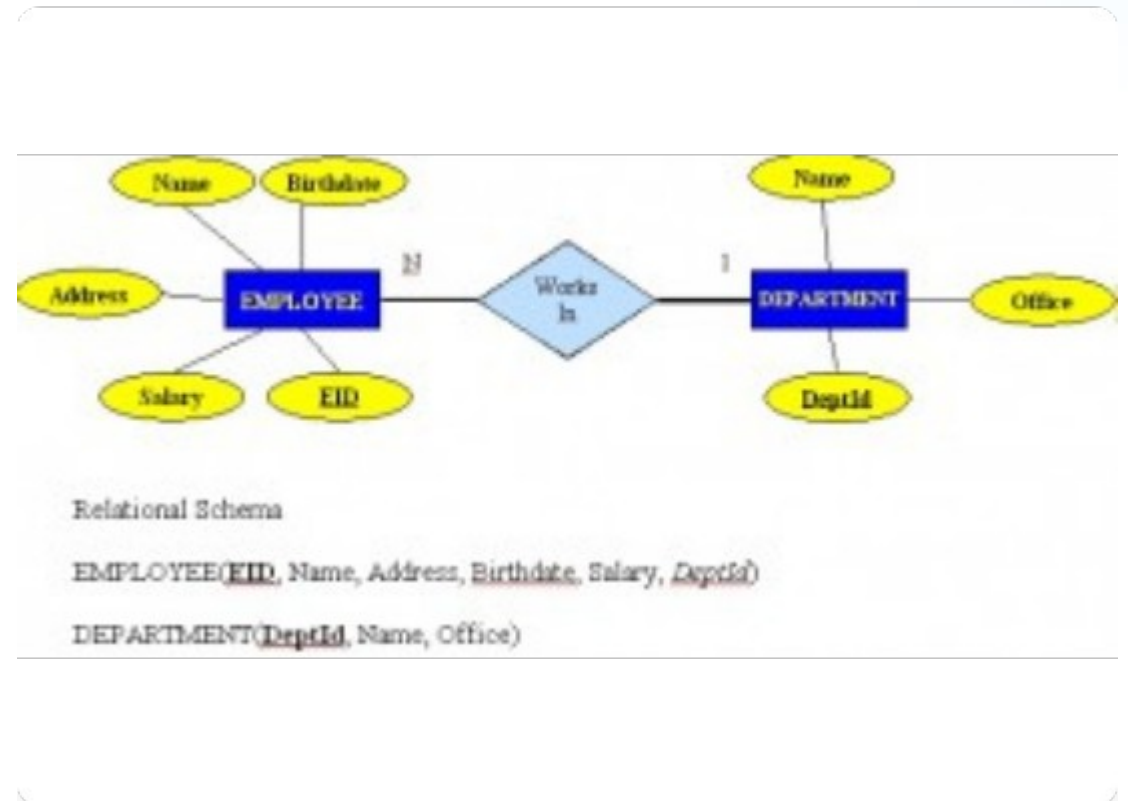 Name Birthdate Name
N 1
Address EMPLOYEE Works DEPARTMENT Office
In
Salary EID DeptId
Relational Schema
EMPLOYEE(EID, Name, Address, Birthdate, Salary, DeptId)
DEPARTMENT(DeptId, Name, Office)